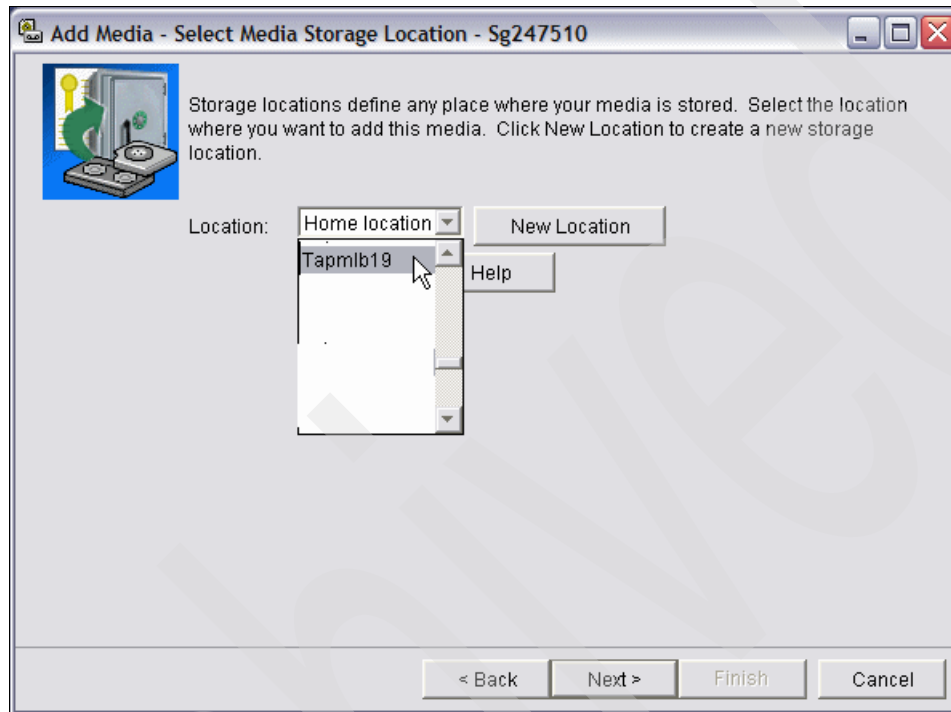 Add Media - Select Media Storage Location - Sg247510
Storage locations define any place where your media is stored. Select the location
where you want to add this media. Click New Location to create a new storage
location.
Location: Home location New Location
Tapmlb19
Help
< Back Next > Finish Cancel